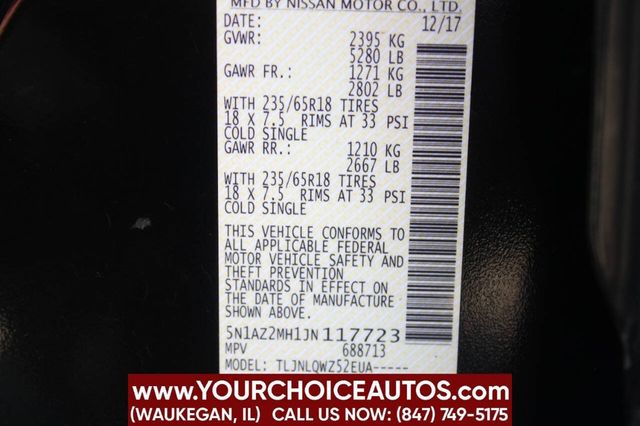 MFD BY NISSAN MOTOR CO., LTD.
DATE: 12/17
GVWR: 2395 KG
5280 LB
GAWR FR.: 1271 KG
2802 LB
WITH 235/65R18 TIRES
18 X 7.5 RIMS AT 33 PSI
COLD SINGLE
GAWR RR.: 1210 KG
2667 LB
WITH 235/65R18 TIRES
18 X 7.5 RIMS AT 33 PSI
COLD SINGLE
THIS VEHICLE CONFORMS TO
ALL APPLICABLE FEDERAL
MOTOR VEHICLE SAFETY AND
THEFT PREVENTION
STANDARDS IN EFFECT ON
THE DATE OF MANUFACTURE
SHOWN ABOVE.
5N1AZ2MH1JN117723
MPV 688713
MODEL: TLJNLQWZ52EUA-----
WWW.YOURCHOICEAUTOS.COM
(WAUKEGAN, IL) CALL US NOW: (847) 749-5175